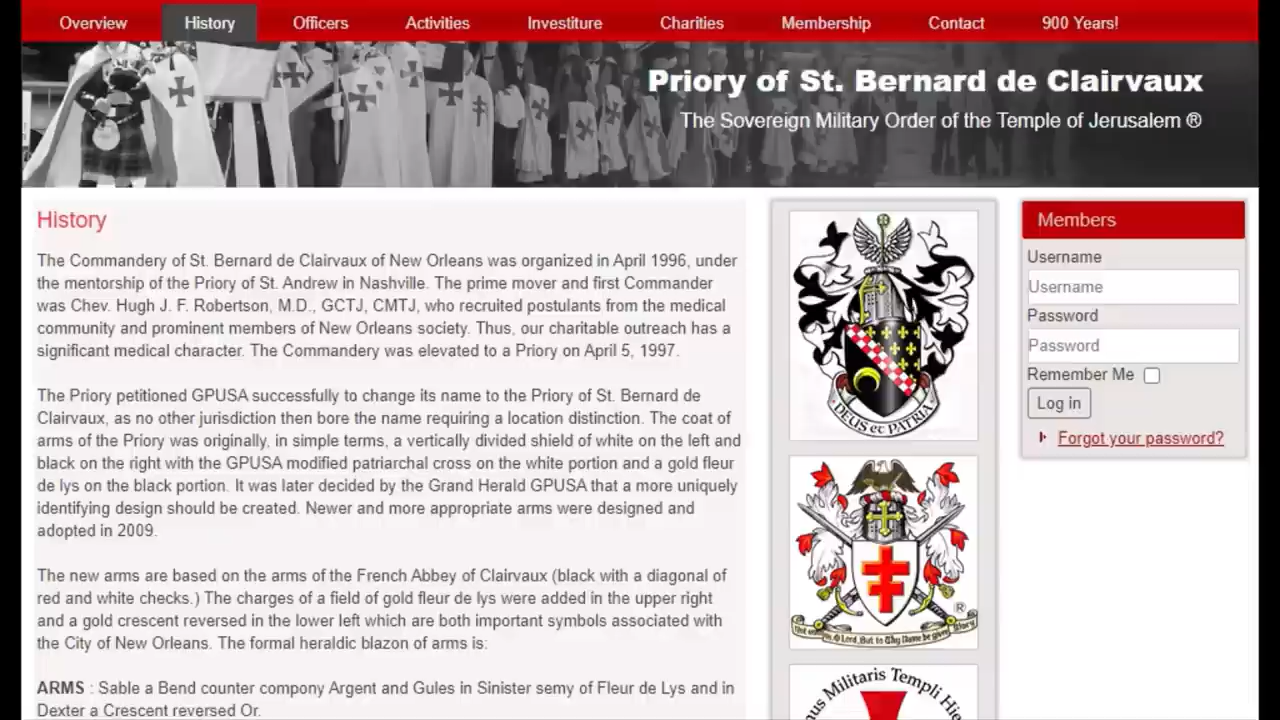 Overview History Officers Activities Investiture Charities Membership Contact 900 Years!
Priory of St. Bernard de Clairvaux
The Sovereign Military Order of the Temple of Jerusalem ®
History
The Commandery of St. Bernard de Clairvaux of New Orleans was organized in April 1996, under
the mentorship of the Priory of St. Andrew in Nashville. The prime mover and first Commander
was Chev. Hugh J. F. Robertson, M.D., GCTJ, CMTJ, who recruited postulants from the medical
community and prominent members of New Orleans society. Thus, our charitable outreach has a
significant medical character. The Commandery was elevated to a Priory on April 5, 1997.
The Priory petitioned GPUSA successfully to change its name to the Priory of St. Bernard de
Clairvaux, as no other jurisdiction then bore the name requiring a location distinction. The coat of
arms of the Priory was originally, in simple terms, a vertically divided shield of white on the left and
black on the right with the GPUSA modified patriarchal cross on the white portion and a gold fleur
de lys on the black portion. It was later decided by the Grand Herald GPUSA that a more uniquely
identifying design should be created. Newer and more appropriate arms were designed and
adopted in 2009.
The new arms are based on the arms of the French Abbey of Clairvaux (black with a diagonal of
red and white checks.) The charges of a field of gold fleur de lys were added in the upper right
and a gold crescent reversed in the lower left which are both important symbols associated with
the City of New Orleans. The formal heraldic blazon of arms is:
ARMS : Sable a Bend counter company Argent and Gules in Sinister semy of Fleur de Lys and in
Dexter a Crescent reversed Or.
DEUS et PATRIA
®
Lord, But to Thy Name be given Glory
mus Militaris Templi Hie
Members
Username
Username
Password
Password
Remember Me
Log in
Forgot your password?